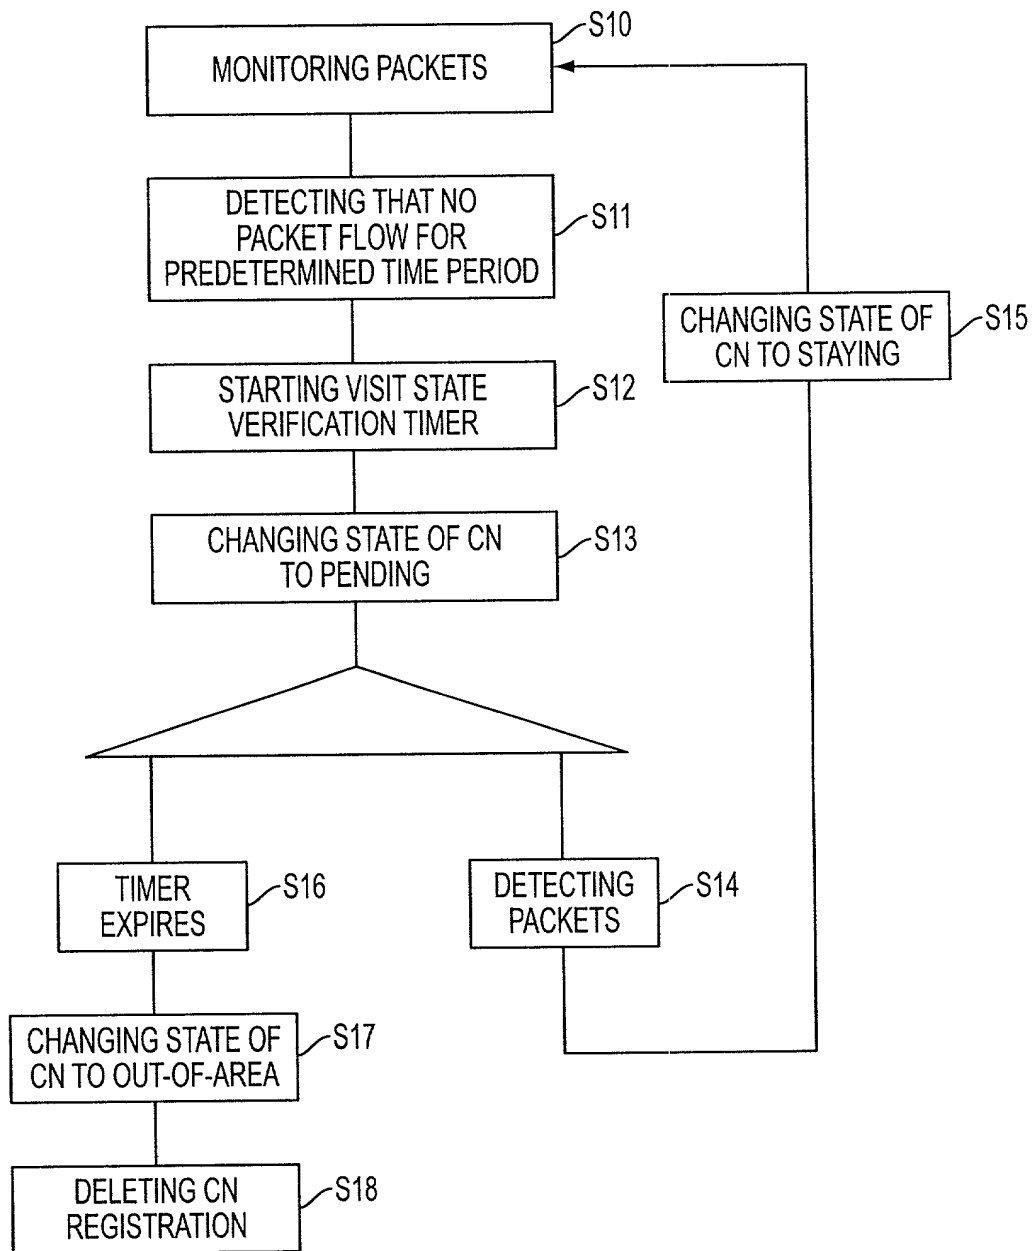 S10
MONITORING PACKETS
DETECTING THAT NO
PACKET FLOW FOR
PREDETERMINED TIME PERIOD
S11
CHANGING STATE OF
CN TO STAYING
S15
STARTING VISIT STATE
VERIFICATION TIMER
S12
CHANGING STATE OF CN
TO PENDING
S13
TIMER
EXPIRES
S16
DETECTING
PACKETS
S14
CHANGING STATE OF
CN TO OUT-OF-AREA
S17
DELETING CN
REGISTRATION
S18